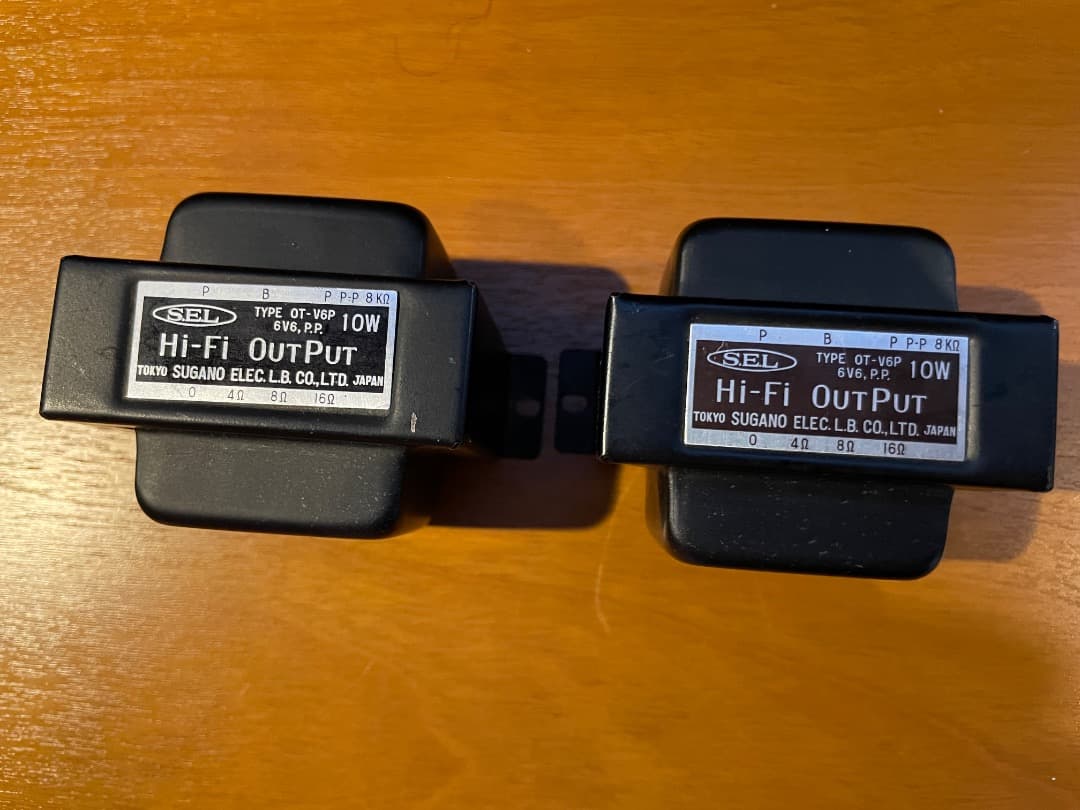 P B P P-P 8KΩ
SEL TYPE OT-V6P 10W
6V6, P.P.
Hi-Fi OUTPUT
TOKYO SUGANO ELEC. L.B. CO., LTD. JAPAN
0 4Ω 8Ω 16Ω
P B P P-P 8KΩ
S.E.L TYPE OT-V6P 10W
6V6, P.P.
Hi-Fi OUTPUT
TOKYO SUGANO ELEC. L.B. CO., LTD. JAPAN
0 4Ω 8Ω 16Ω